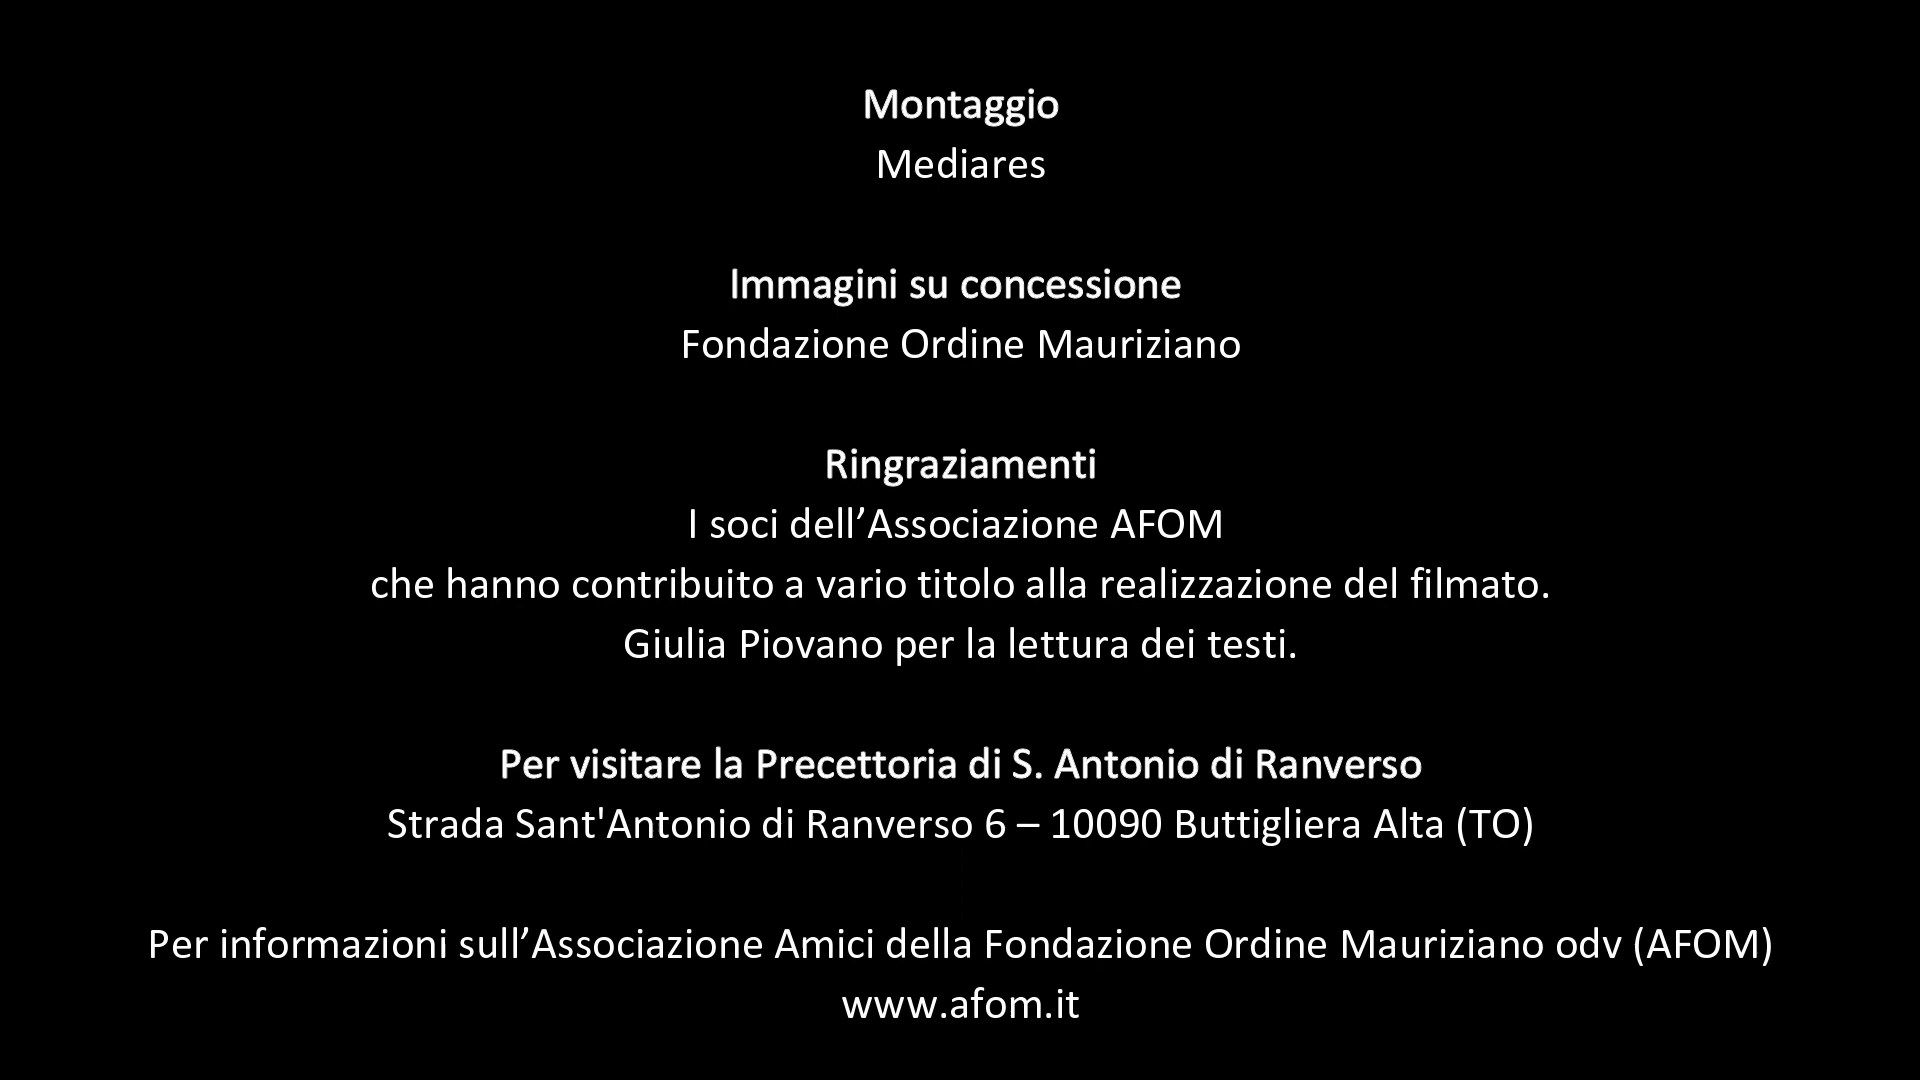 Montaggio
Mediares
Immagini su concessione
Fondazione Ordine Mauriziano
Ringraziamenti
I soci dell’Associazione AFOM
che hanno contribuito a vario titolo alla realizzazione del filmato.
Giulia Piovano per la lettura dei testi.
Per visitare la Precettoria di S. Antonio di Ranverso
Strada Sant'Antonio di Ranverso 6 – 10090 Buttigliera Alta (TO)
Per informazioni sull’Associazione Amici della Fondazione Ordine Mauriziano odv (AFOM)
www.afom.it